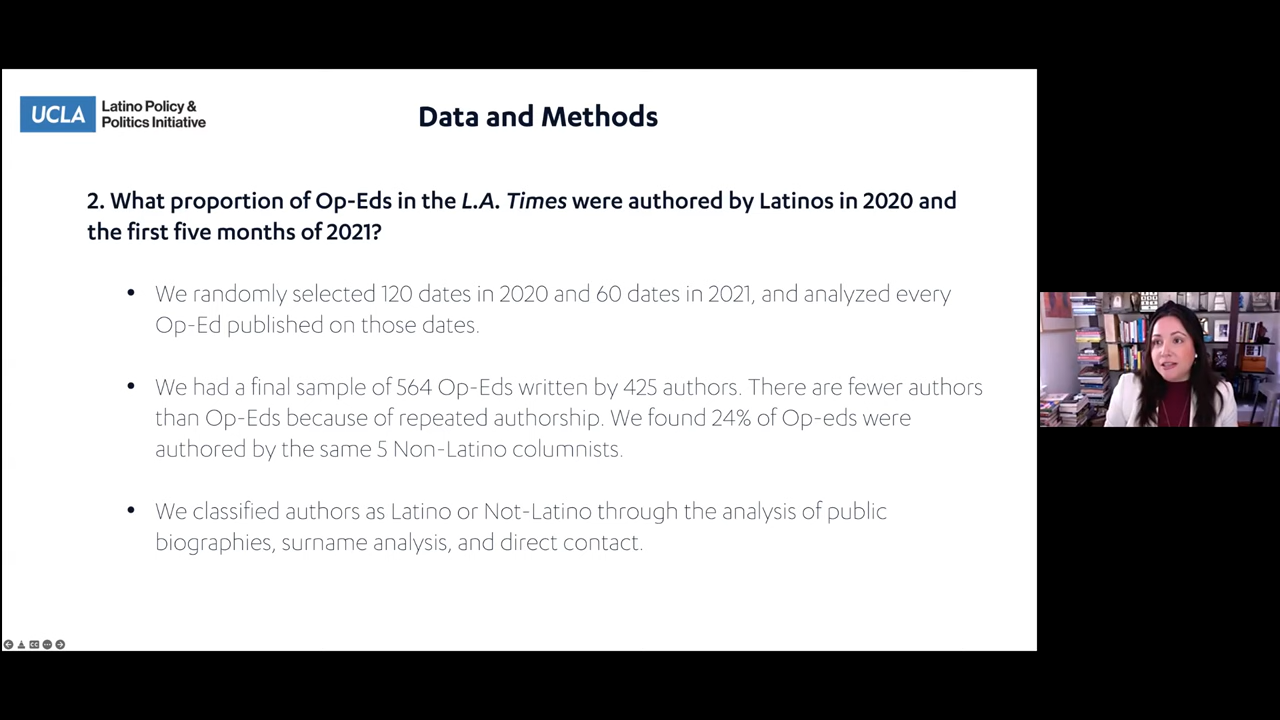 UCLA
Latino Policy &
Politics Initiative
Data and Methods
2. What proportion of Op-Eds in the L.A. Times were authored by Latinos in 2020 and
the first five months of 2021?
• We randomly selected 120 dates in 2020 and 60 dates in 2021, and analyzed every
Op-Ed published on those dates.
• We had a final sample of 564 Op-Eds written by 425 authors. There are fewer authors
than Op-Eds because of repeated authorship. We found 24% of Op-eds were
authored by the same 5 Non-Latino columnists.
• We classified authors as Latino or Not-Latino through the analysis of public
biographies, surname analysis, and direct contact.